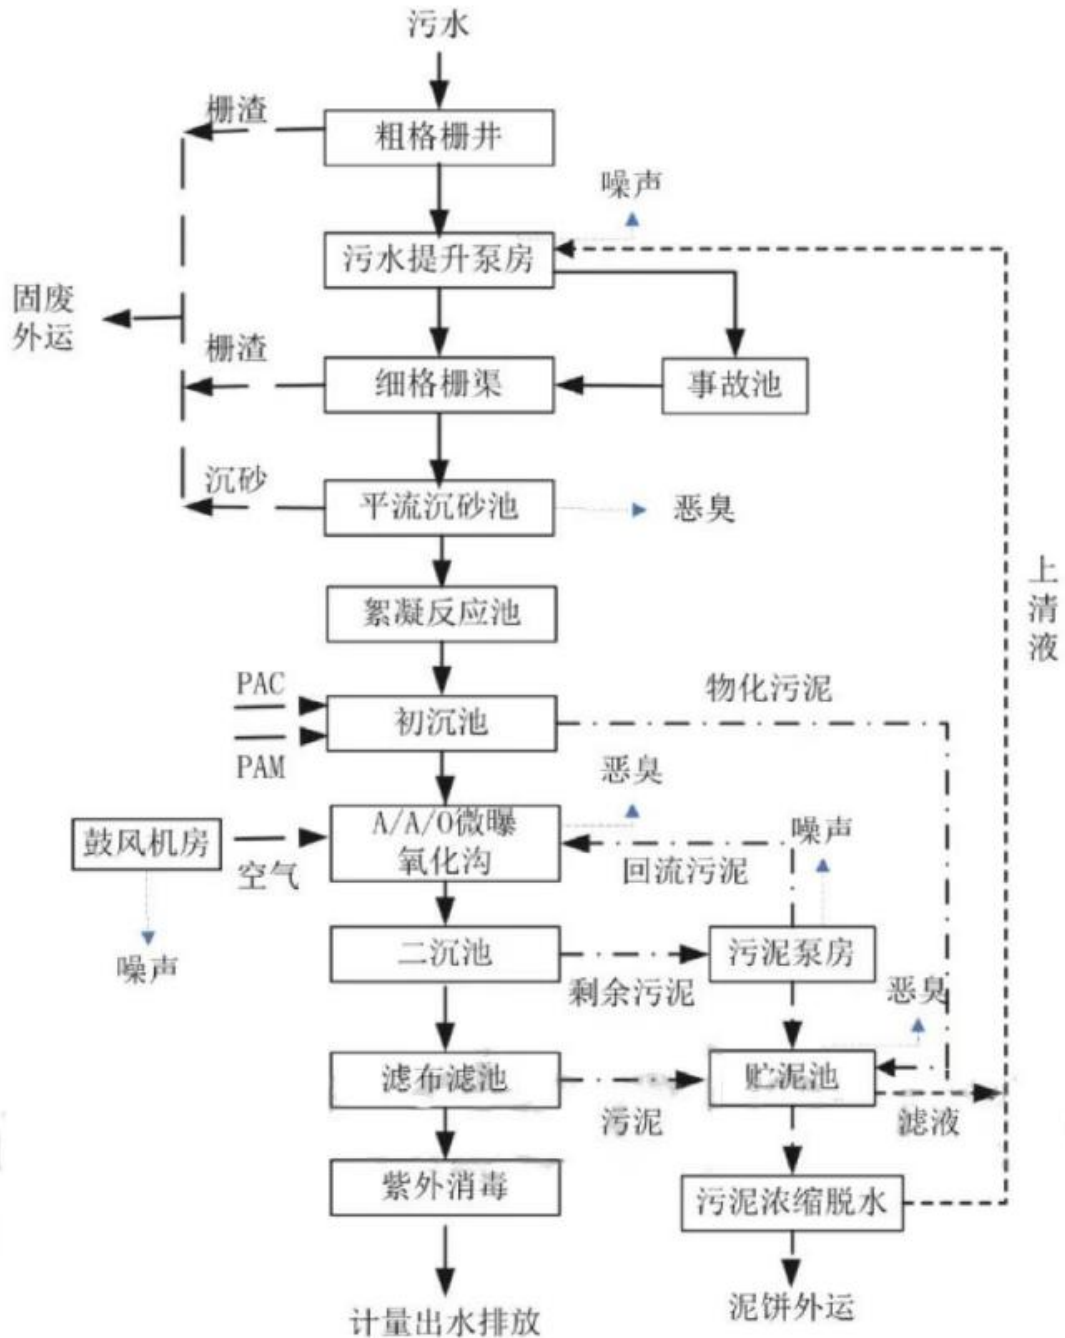 污水
栅渣
粗格栅井
噪声
污水提升泵房
固废
外运
栅渣
细格栅渠
事故池
沉砂
平流沉砂池
恶臭
上清液
絮凝反应池
PAC
物化污泥
初沉池
PAM
恶臭
A/A/O微曝
氧化沟
噪声
鼓风机房
空气
回流污泥
二沉池
污泥泵房
噪声
剩余污泥
恶臭
滤布滤池
贮泥池
污泥
滤液
紫外消毒
污泥浓缩脱水
计量出水排放
泥饼外运